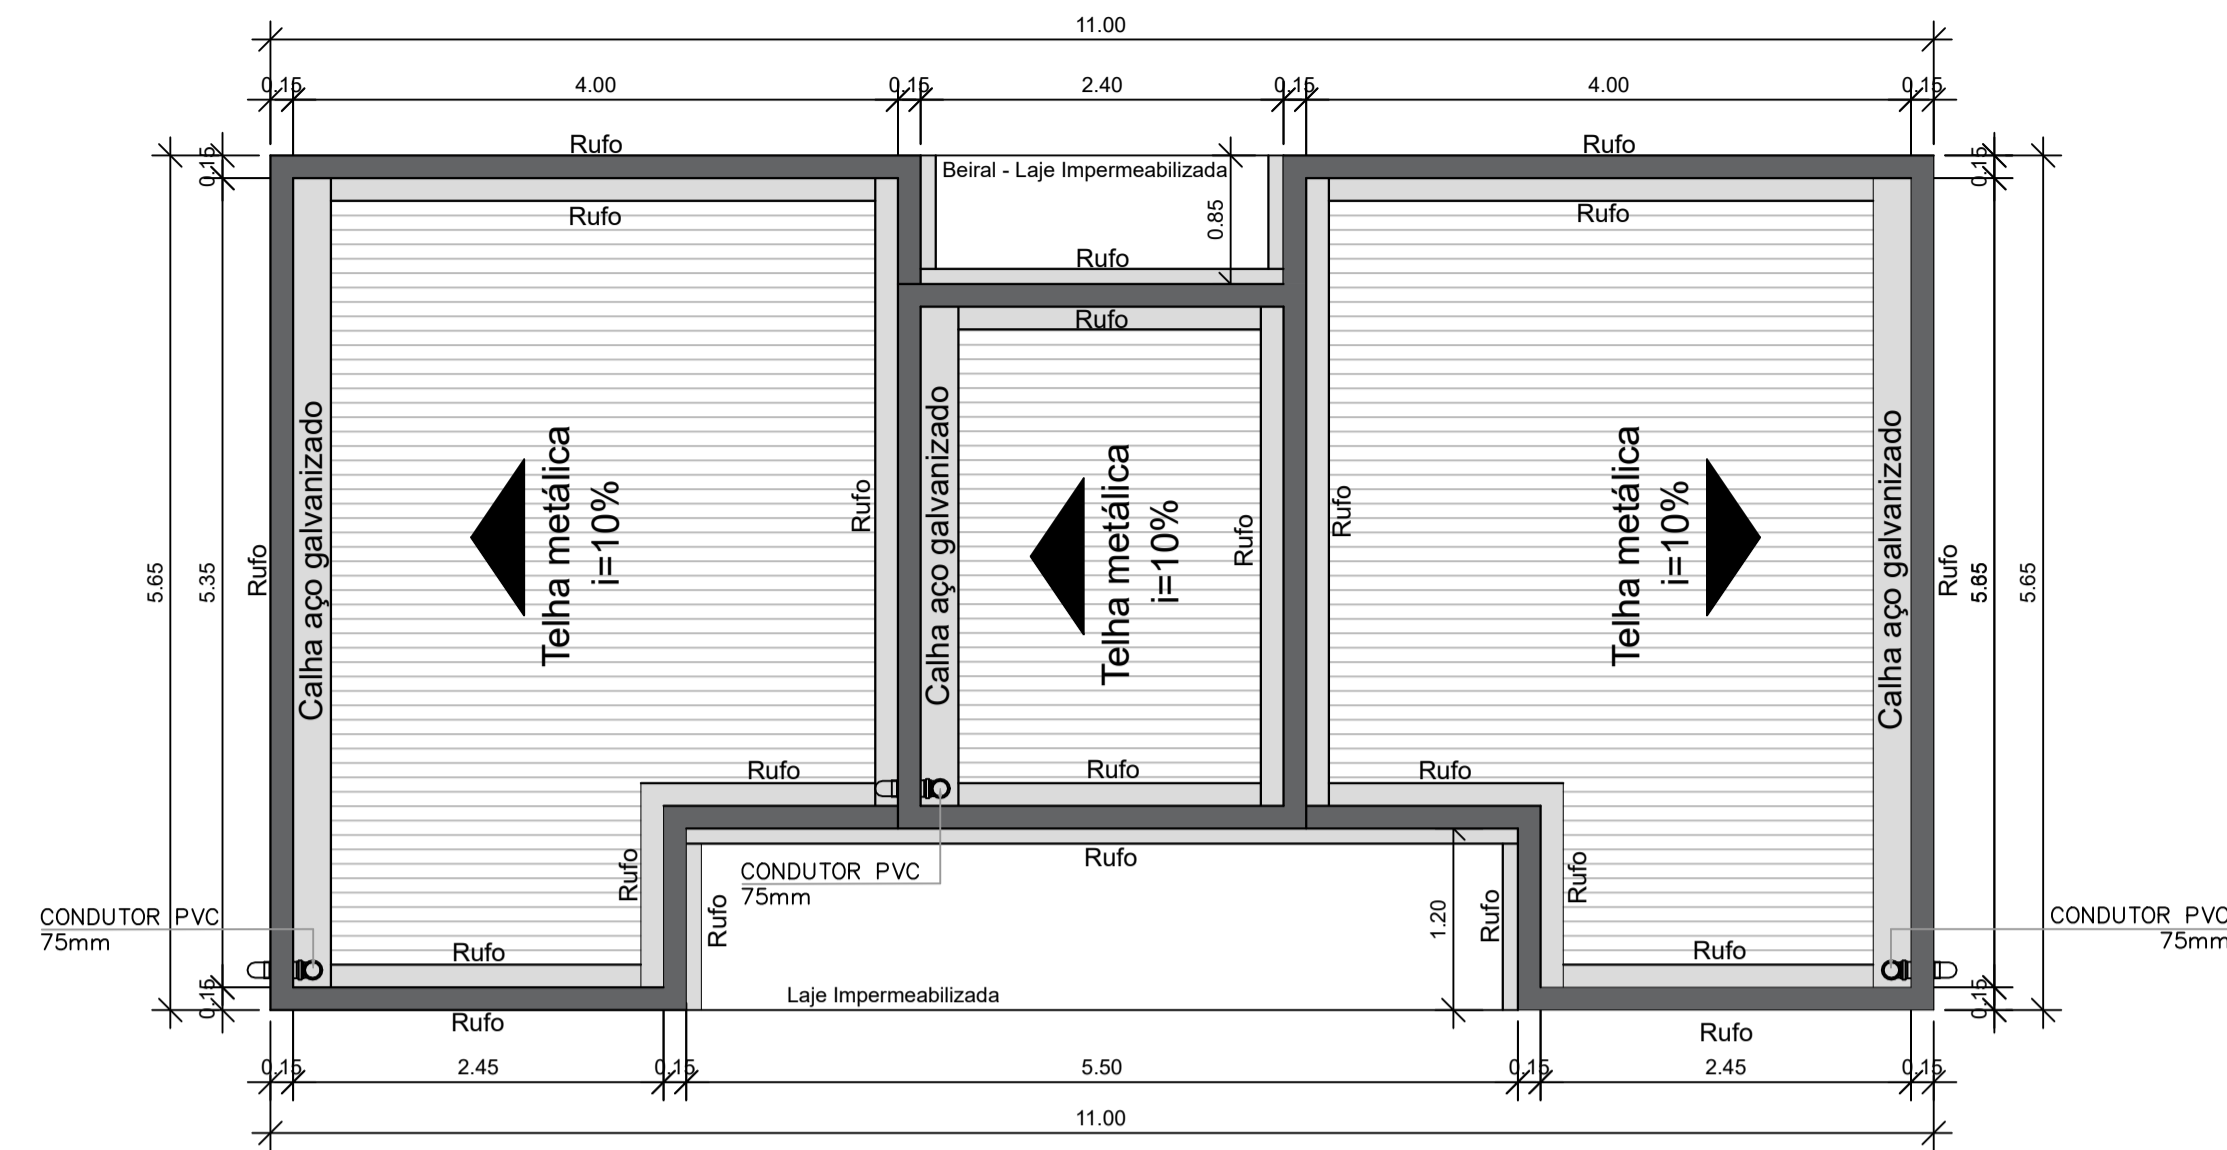 11.00
0.15
4.00
0.15
2.40
0.15
4.00
0.15
Rufo
Rufo
0.15
Beiral - Laje Impermeabilizada
0.15
Rufo
0.85
Rufo
Rufo
Rufo
5.65
5.35
Rufo
Calha aço galvanizado
Telha metálica
i=10%
Rufo
Calha aço galvanizado
Telha metálica
i=10%
Rufo
Rufo
Telha metálica
i=10%
Calha aço galvanizado
Rufo
5.65
Rufo
Rufo
Rufo
Rufo
CONDUTOR PVC
75mm
Rufo
Rufo
Rufo
1.20
Rufo
Rufo
CONDUTOR PVC
75mm
CONDUTOR PVC
75mm
Rufo
Rufo
0.15
Laje Impermeabilizada
0.15
Rufo
Rufo
0.15
2.45
0.15
5.50
0.15
2.45
0.15
11.00